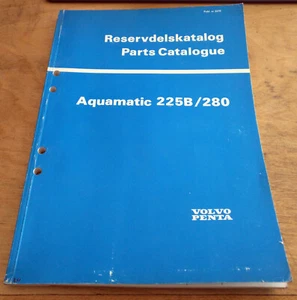 Reservdelskatalog
Parts Catalogue
Aquamatic 225B/280
VOLVO
PENTA